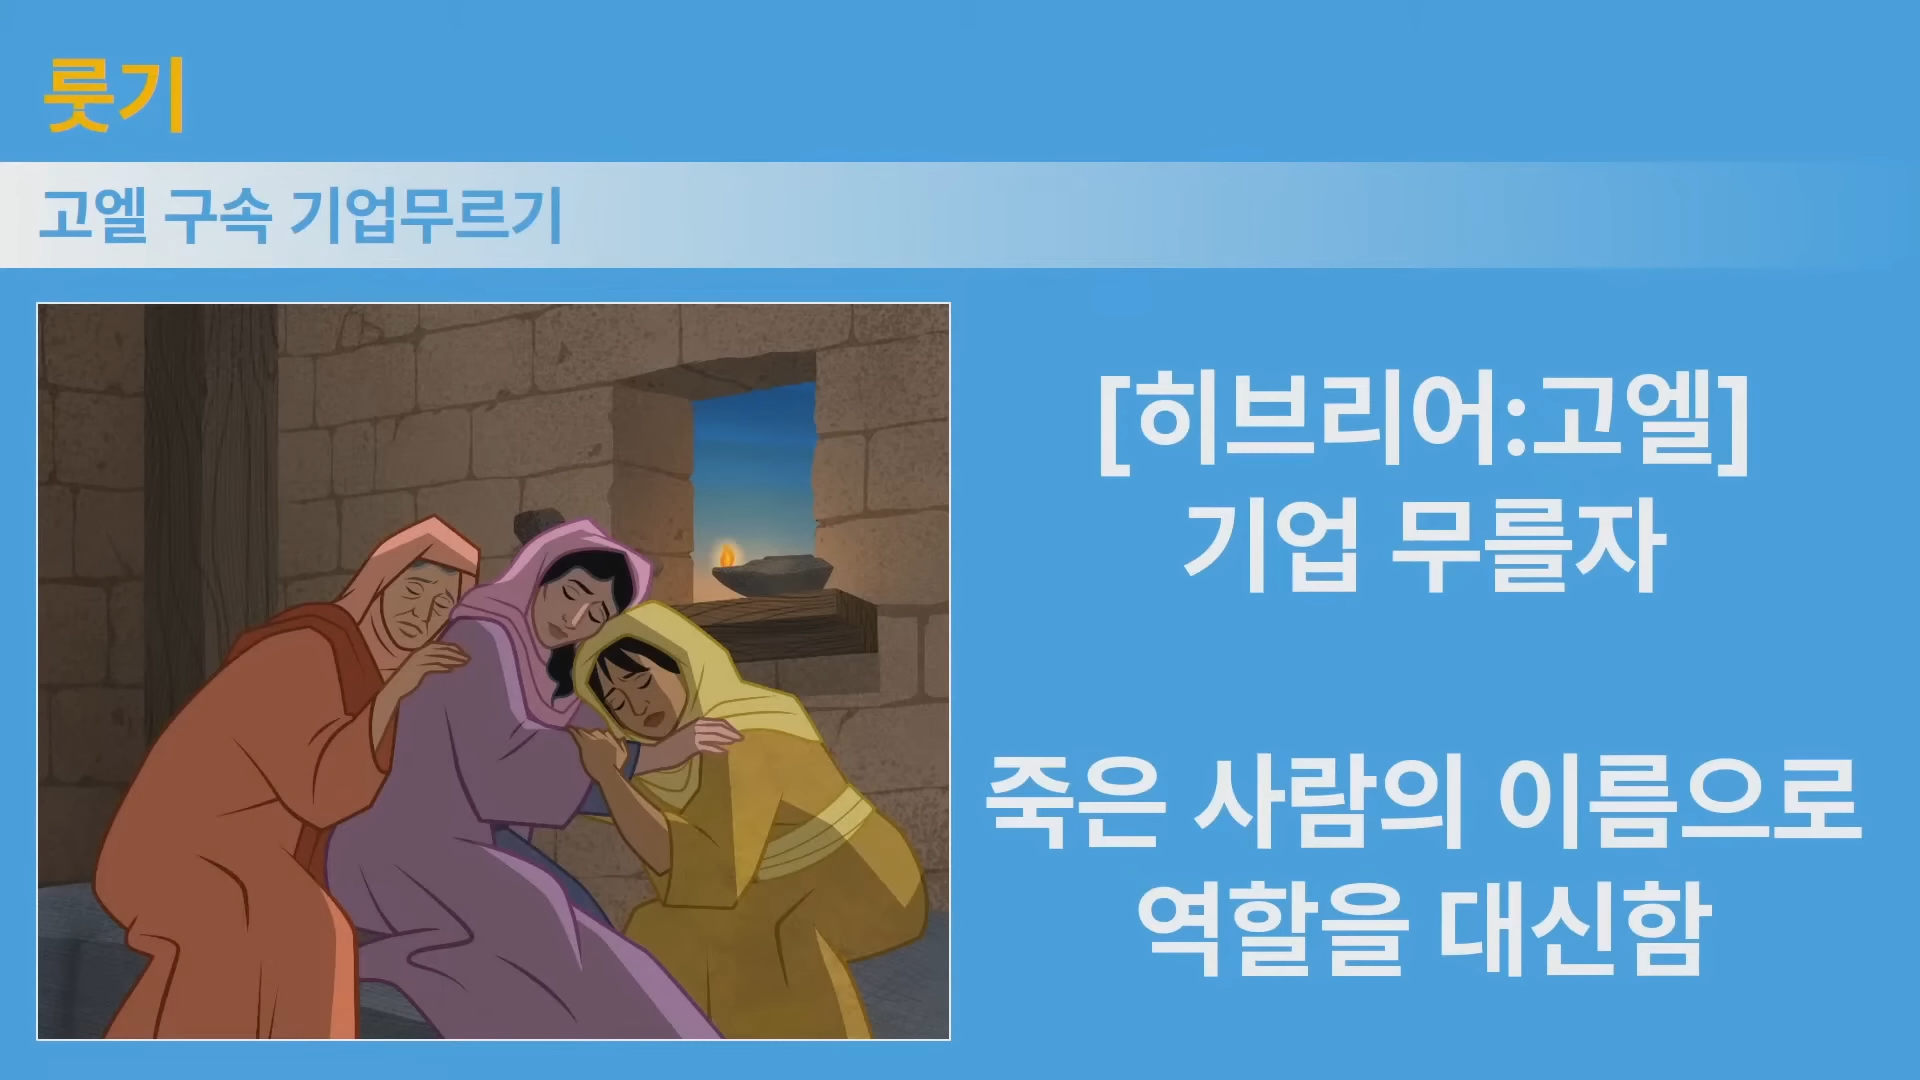 룻기
고엘 구속 기업무르기
[히브리어:고엘]
기업 무를자
죽은 사람의 이름으로
역할을 대신함